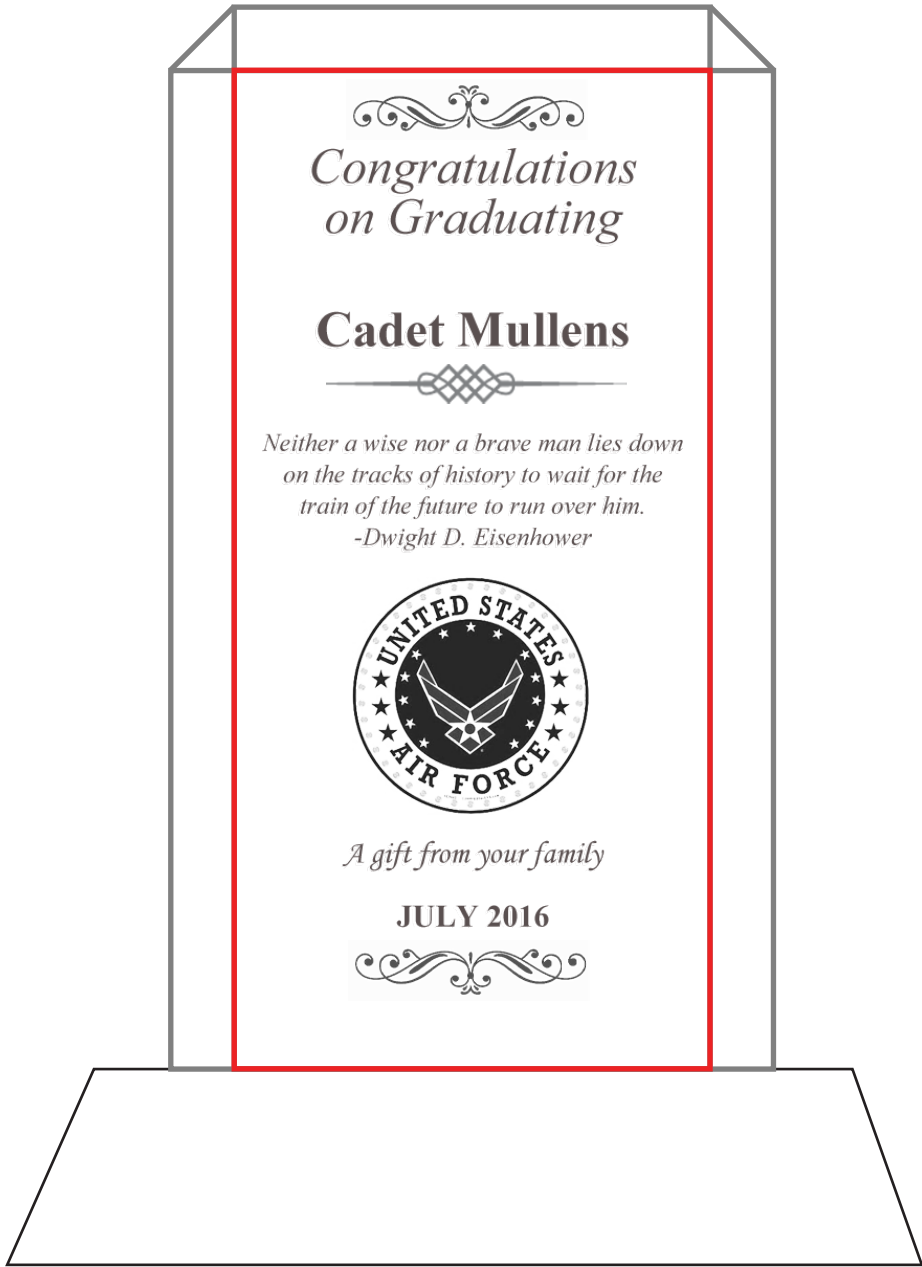 Congratulations
on Graduating
Cadet Mullens
Neither a wise nor a brave man lies down
on the tracks of history to wait for the
train of the future to run over him.
-Dwight D. Eisenhower
UNITED STATES
AIR FORCE
A gift from your family
JULY 2016